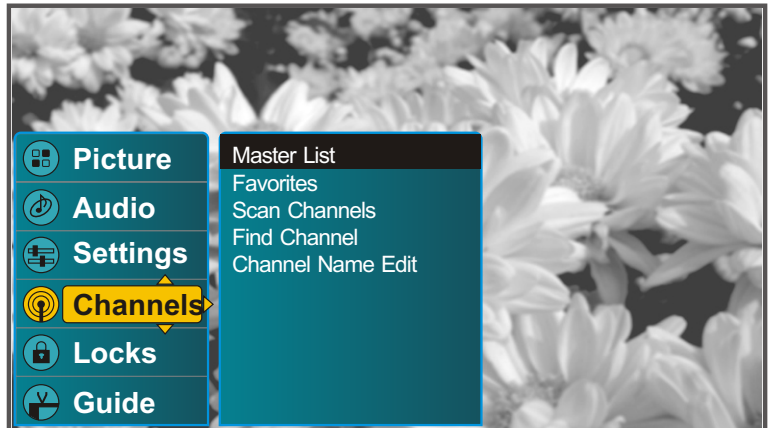 Picture
Audio
Settings
Channels
Locks
Guide
Master List
Favorites
Scan Channels
Find Channel
Channel Name Edit